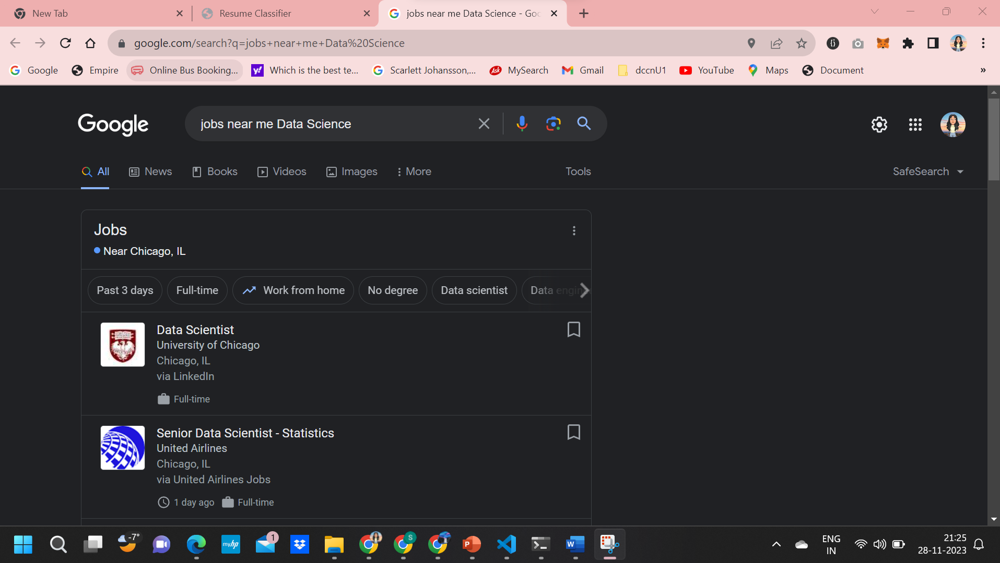 New Tab
Resume Classifier
jobs near me Data Science - Goo
google.com/search?q=jobs+near+me+Data%20Science
Google
Empire
Online Bus Booking...
y!
Which is the best te...
Scarlett Johansson,...
Ask
MySearch
Gmail
dccnU1
YouTube
Maps
Document
»
Google
jobs near me Data Science
All
News
Books
Videos
Images
More
Tools
SafeSearch
Jobs
Near Chicago, IL
Past 3 days
Full-time
Work from home
No degree
Data scientist
Data engin
Data Scientist
University of Chicago
Chicago, IL
via LinkedIn
Full-time
Senior Data Scientist - Statistics
United Airlines
Chicago, IL
via United Airlines Jobs
1 day ago
Full-time
-7°
myhp
1
S
P
W
ENG
IN
21:25
28-11-2023